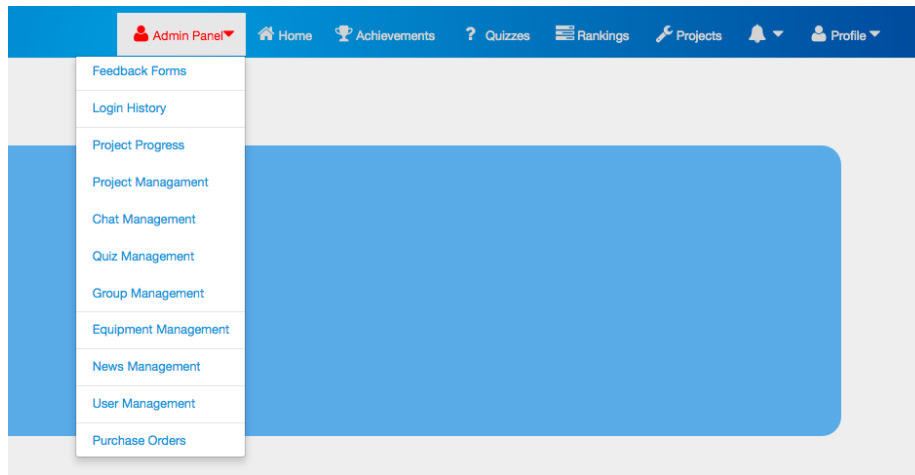 Admin Panel Home Achievements ? Quizzes Rankings Projects Profile
Feedback Forms
Login History
Project Progress
Project Managament
Chat Management
Quiz Management
Group Management
Equipment Management
News Management
User Management
Purchase Orders